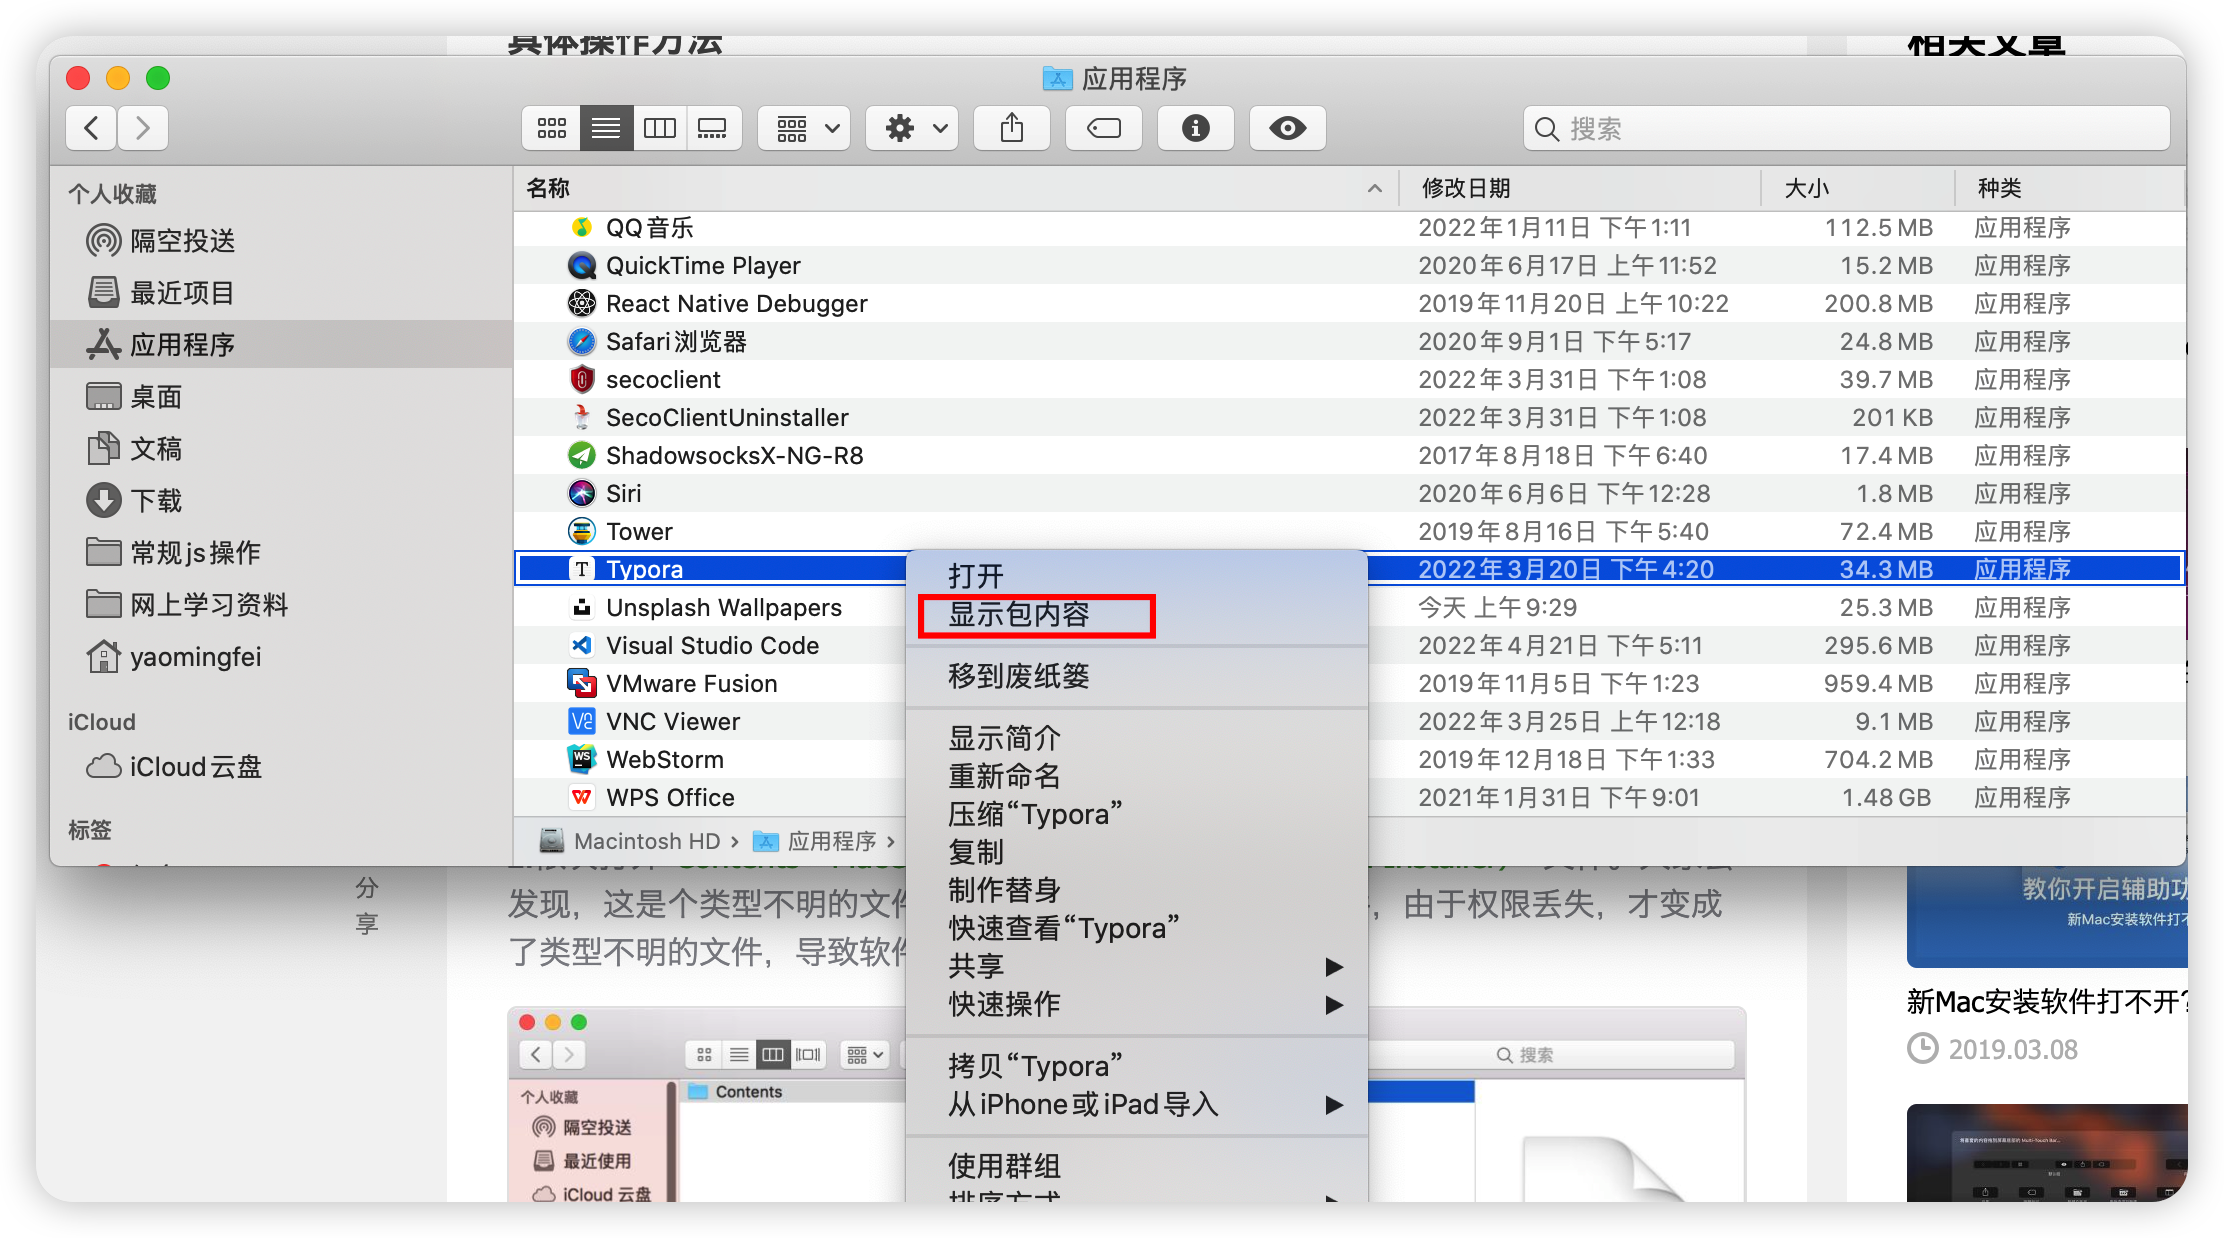 具体操作方法
相关文章
应用程序
搜索
个人收藏
隔空投送
最近项目
应用程序
桌面
文稿
下载
常规js操作
网上学习资料
yaomingfei
iCloud
iCloud云盘
标签
名称 修改日期 大小 种类
QQ音乐 2022年1月11日 下午1:11 112.5 MB 应用程序
QuickTime Player 2020年6月17日 上午11:52 15.2 MB 应用程序
React Native Debugger 2019年11月20日 上午10:22 200.8 MB 应用程序
Safari浏览器 2020年9月1日 下午5:17 24.8 MB 应用程序
secoclient 2022年3月31日 下午1:08 39.7 MB 应用程序
SecoClientUninstaller 2022年3月31日 下午1:08 201 KB 应用程序
ShadowsocksX-NG-R8 2017年8月18日 下午6:40 17.4 MB 应用程序
Siri 2020年6月6日 下午12:28 1.8 MB 应用程序
Tower 2019年8月16日 下午5:40 72.4 MB 应用程序
Typora 2022年3月20日 下午4:20 34.3 MB 应用程序
Unsplash Wallpapers 今天 上午9:29 25.3 MB 应用程序
Visual Studio Code 2022年4月21日 下午5:11 295.6 MB 应用程序
VMware Fusion 2019年11月5日 下午1:23 959.4 MB 应用程序
VNC Viewer 2022年3月25日 上午12:18 9.1 MB 应用程序
WebStorm 2019年12月18日 下午1:33 704.2 MB 应用程序
WPS Office 2021年1月31日 下午9:01 1.48 GB 应用程序
Macintosh HD › 应用程序 ›
打开
显示包内容
移到废纸篓
显示简介
重新命名
压缩“Typora”
复制
制作替身
快速查看“Typora”
共享
快速操作
拷贝“Typora”
从iPhone或iPad导入
使用群组
排序方式
分
享
发现，这是个类型不明的文件 ，由于权限丢失，才变成
了类型不明的文件，导致软件
搜索
个人收藏
隔空投送
最近使用
iCloud 云盘
Contents
教你开启辅助功
新Mac安装软件打不
新Mac安装软件打不开?
2019.03.08